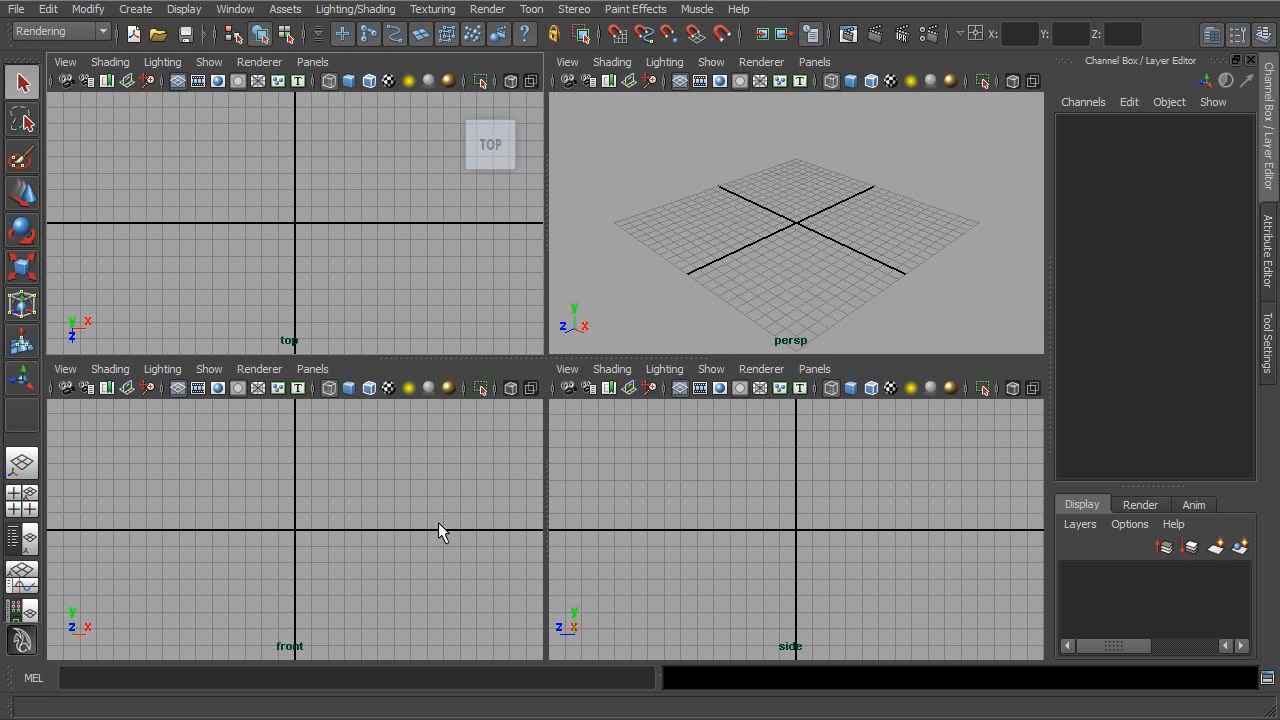 File Edit Modify Create Display Window Assets Lighting/Shading Texturing Render Toon Stereo Paint Effects Muscle Help
Rendering X: Y: Z:
View Shading Lighting Show Renderer Panels
View Shading Lighting Show Renderer Panels
Channel Box / Layer Editor
Channels Edit Object Show
TOP
y x
z
top
y
z x
persp
Channel Box / Layer Editor
Attribute Editor
Tool Settings
View Shading Lighting Show Renderer Panels
View Shading Lighting Show Renderer Panels
y
z x
front
y
z x
side
Display Render Anim
Layers Options Help
MEL